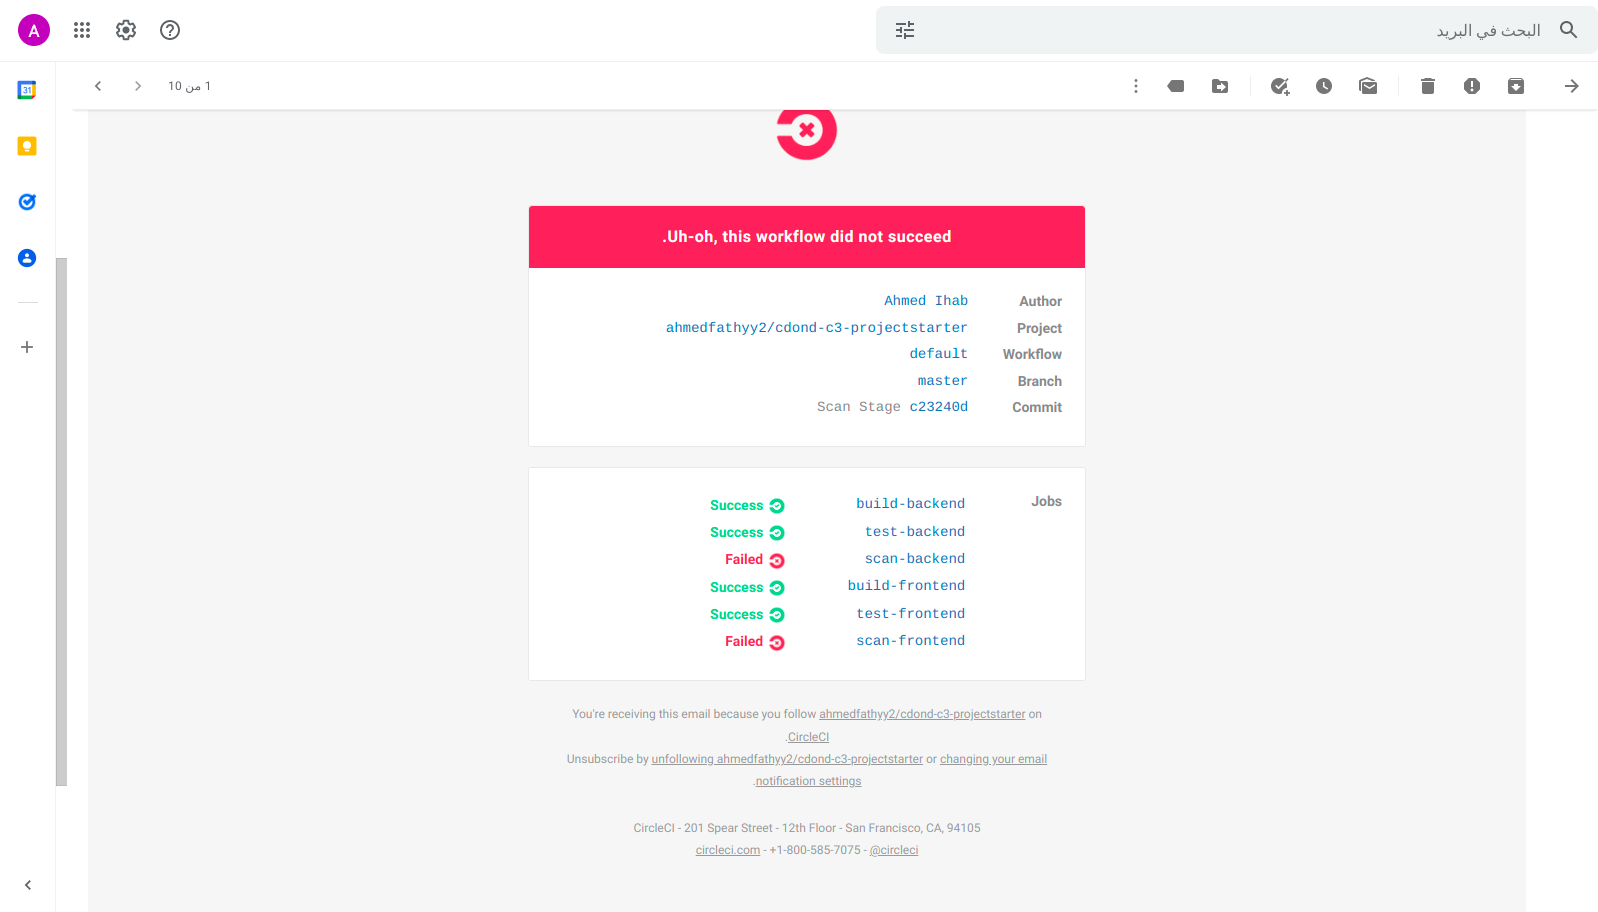 A
البحث في البريد
1 من 10
31
Uh-oh, this workflow did not succeed.
Author Ahmed Ihab
Project ahmedfathyy2/cdond-c3-projectstarter
Workflow default
Branch master
Commit c23240d Scan Stage
Jobs build-backend Success
test-backend Success
scan-backend Failed
build-frontend Success
test-frontend Success
scan-frontend Failed
You're receiving this email because you follow ahmedfathyy2/cdond-c3-projectstarter on
CircleCI.
Unsubscribe by unfollowing ahmedfathyy2/cdond-c3-projectstarter or changing your email
notification settings.
CircleCI - 201 Spear Street - 12th Floor - San Francisco, CA, 94105
circleci.com - +1-800-585-7075 - @circleci